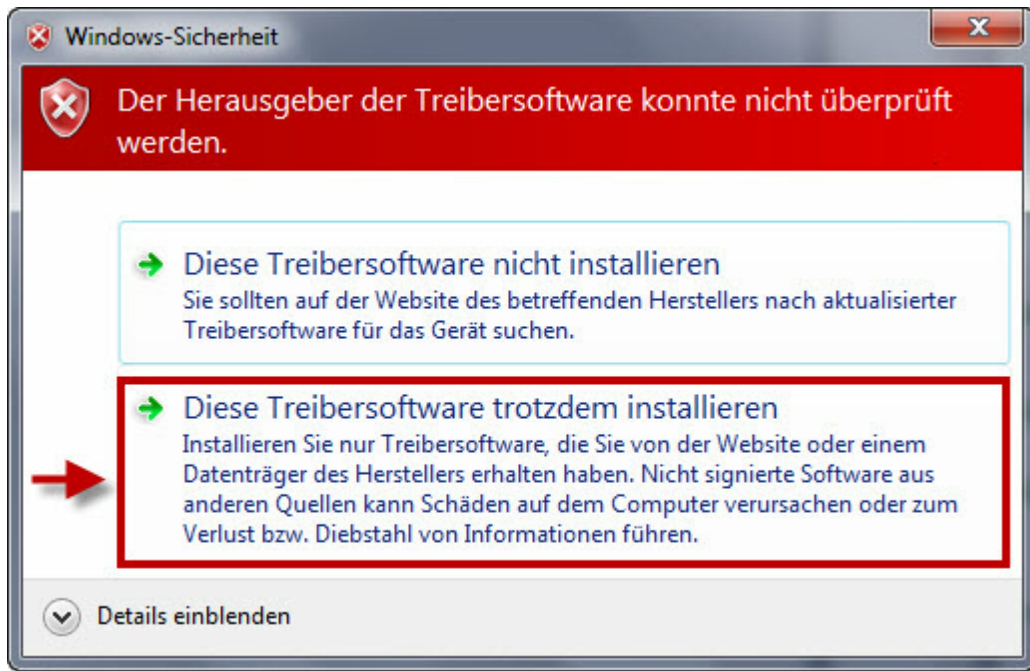 Windows-Sicherheit
Der Herausgeber der Treibersoftware konnte nicht überprüft
werden.
Diese Treibersoftware nicht installieren
Sie sollten auf der Website des betreffenden Herstellers nach aktualisierter
Treibersoftware für das Gerät suchen.
Diese Treibersoftware trotzdem installieren
Installieren Sie nur Treibersoftware, die Sie von der Website oder einem
Datenträger des Herstellers erhalten haben. Nicht signierte Software aus
anderen Quellen kann Schäden auf dem Computer verursachen oder zum
Verlust bzw. Diebstahl von Informationen führen.
Details einblenden